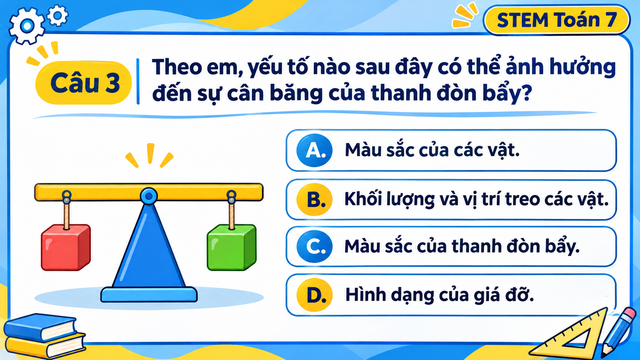 STEM Toán 7
Câu 3
Theo em, yếu tố nào sau đây có thể ảnh hưởng
đến sự cân băng của thanh đòn bẩy?
A. Màu sắc của các vật.
B. Khối lượng và vị trí treo các vật.
C. Màu sắc của thanh đòn bẩy.
D. Hình dạng của giá đỡ.